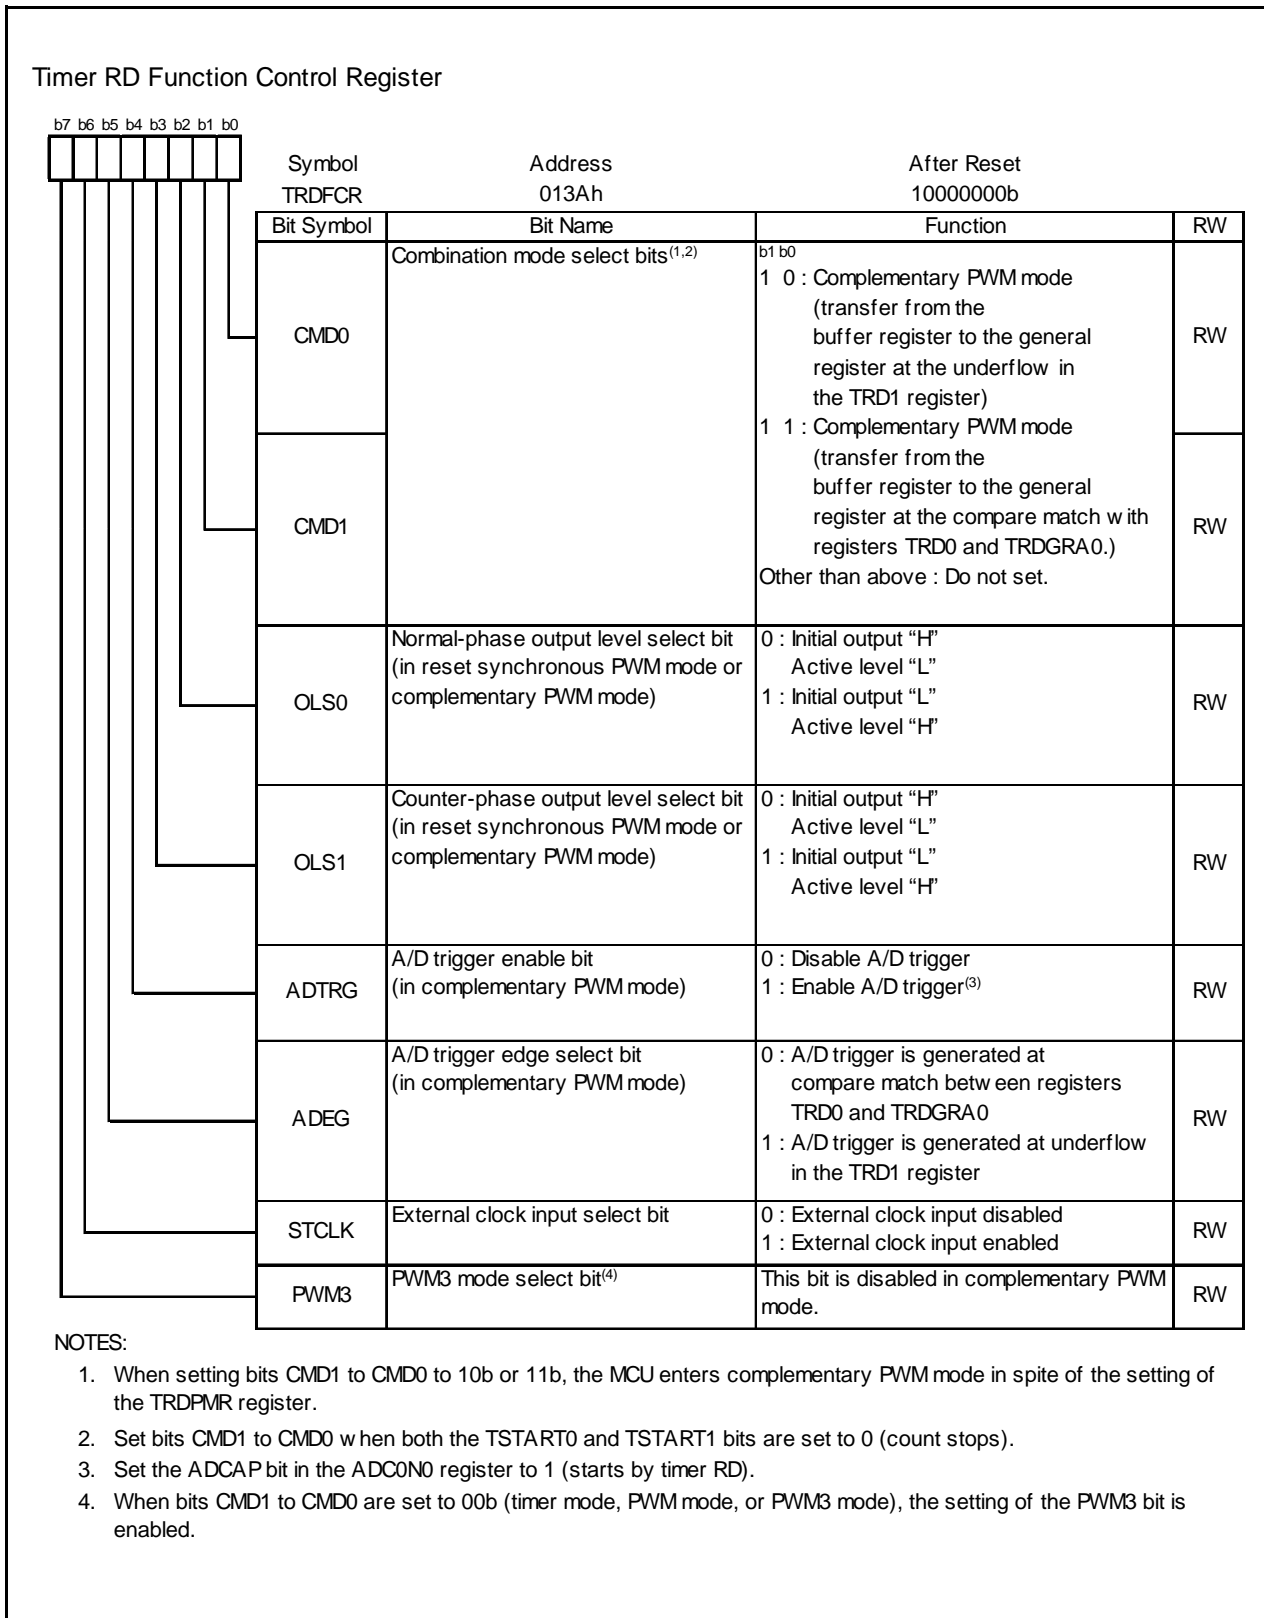 Timer RD Function Control Register
b7 b6 b5 b4 b3 b2 b1 b0
Symbol Address After Reset
TRDFCR 013Ah 10000000b
Bit Symbol Bit Name Function RW
CMD0 Combination mode select bits(1,2) b1 b0
1 0 : Complementary PWM mode
(transfer from the
buffer register to the general
register at the underflow in
the TRD1 register) RW
CMD1 1 1 : Complementary PWM mode
(transfer from the
buffer register to the general
register at the compare match with
registers TRD0 and TRDGRA0.)
Other than above : Do not set. RW
OLS0 Normal-phase output level select bit
(in reset synchronous PWM mode or
complementary PWM mode) 0 : Initial output “H”
Active level “L”
1 : Initial output “L”
Active level “H” RW
OLS1 Counter-phase output level select bit
(in reset synchronous PWM mode or
complementary PWM mode) 0 : Initial output “H”
Active level “L”
1 : Initial output “L”
Active level “H” RW
ADTRG A/D trigger enable bit
(in complementary PWM mode) 0 : Disable A/D trigger
1 : Enable A/D trigger(3) RW
ADEG A/D trigger edge select bit
(in complementary PWM mode) 0 : A/D trigger is generated at
compare match between registers
TRD0 and TRDGRA0
1 : A/D trigger is generated at underflow
in the TRD1 register RW
STCLK External clock input select bit 0 : External clock input disabled
1 : External clock input enabled RW
PWM3 PWM3 mode select bit(4) This bit is disabled in complementary PWM
mode. RW
NOTES:
1. When setting bits CMD1 to CMD0 to 10b or 11b, the MCU enters complementary PWM mode in spite of the setting of
the TRDPMR register.
2. Set bits CMD1 to CMD0 when both the TSTART0 and TSTART1 bits are set to 0 (count stops).
3. Set the ADCAP bit in the ADC0N0 register to 1 (starts by timer RD).
4. When bits CMD1 to CMD0 are set to 00b (timer mode, PWM mode, or PWM3 mode), the setting of the PWM3 bit is
enabled.